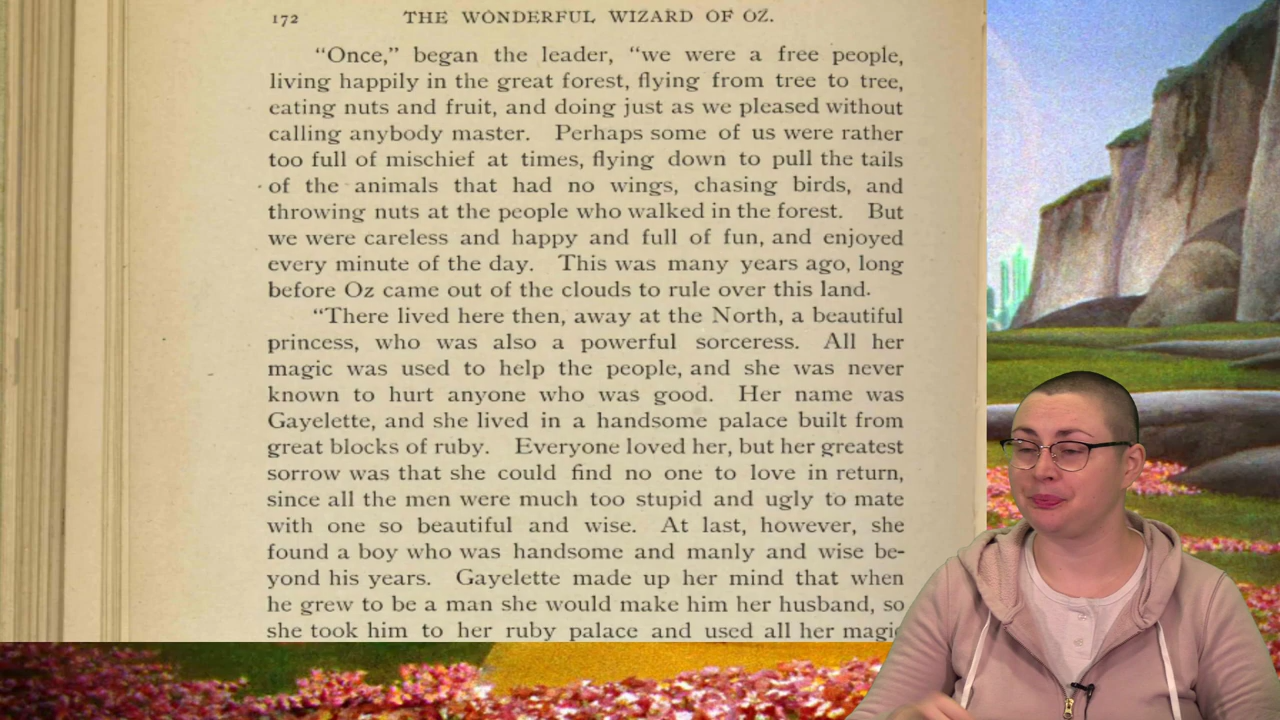 172 THE WONDERFUL WIZARD OF OZ.
“Once,” began the leader, “we were a free people,
living happily in the great forest, flying from tree to tree,
eating nuts and fruit, and doing just as we pleased without
calling anybody master. Perhaps some of us were rather
too full of mischief at times, flying down to pull the tails
of the animals that had no wings, chasing birds, and
throwing nuts at the people who walked in the forest. But
we were careless and happy and full of fun, and enjoyed
every minute of the day. This was many years ago, long
before Oz came out of the clouds to rule over this land.
“There lived here then, away at the North, a beautiful
princess, who was also a powerful sorceress. All her
magic was used to help the people, and she was never
known to hurt anyone who was good. Her name was
Gayelette, and she lived in a handsome palace built from
great blocks of ruby. Everyone loved her, but her greatest
sorrow was that she could find no one to love in return,
since all the men were much too stupid and ugly to mate
with one so beautiful and wise. At last, however, she
found a boy who was handsome and manly and wise be-
yond his years. Gayelette made up her mind that when
he grew to be a man she would make him her husband, so
she took him to her ruby palace and used all her magic